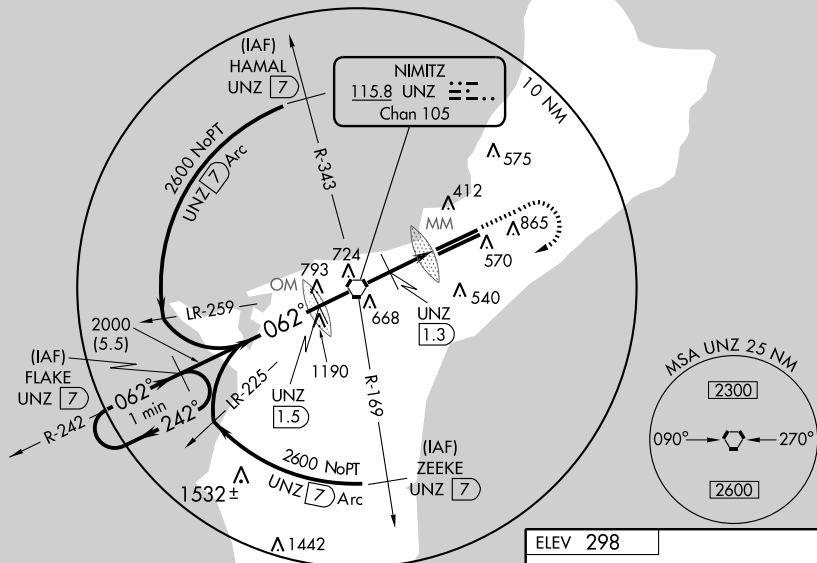 (IAF)
HAMAL
UNZ 7
NIMITZ
115.8 UNZ
Chan 105
10 NM
2600 NoPT
UNZ 7 Arc
R-343
575
412
MM
865
570
724
793
OM
540
668
LR-259
062°
UNZ
1.3
2000
(5.5)
(IAF)
FLAKE
UNZ 7
062°
1 min
242°
R-242
LR-225
1190
UNZ
1.5
R-169
MSA UNZ 25 NM
2300
090°
270°
2600
(IAF)
ZEEKE
UNZ 7
2600 NoPT
UNZ 7 Arc
1532±
1442
ELEV 298